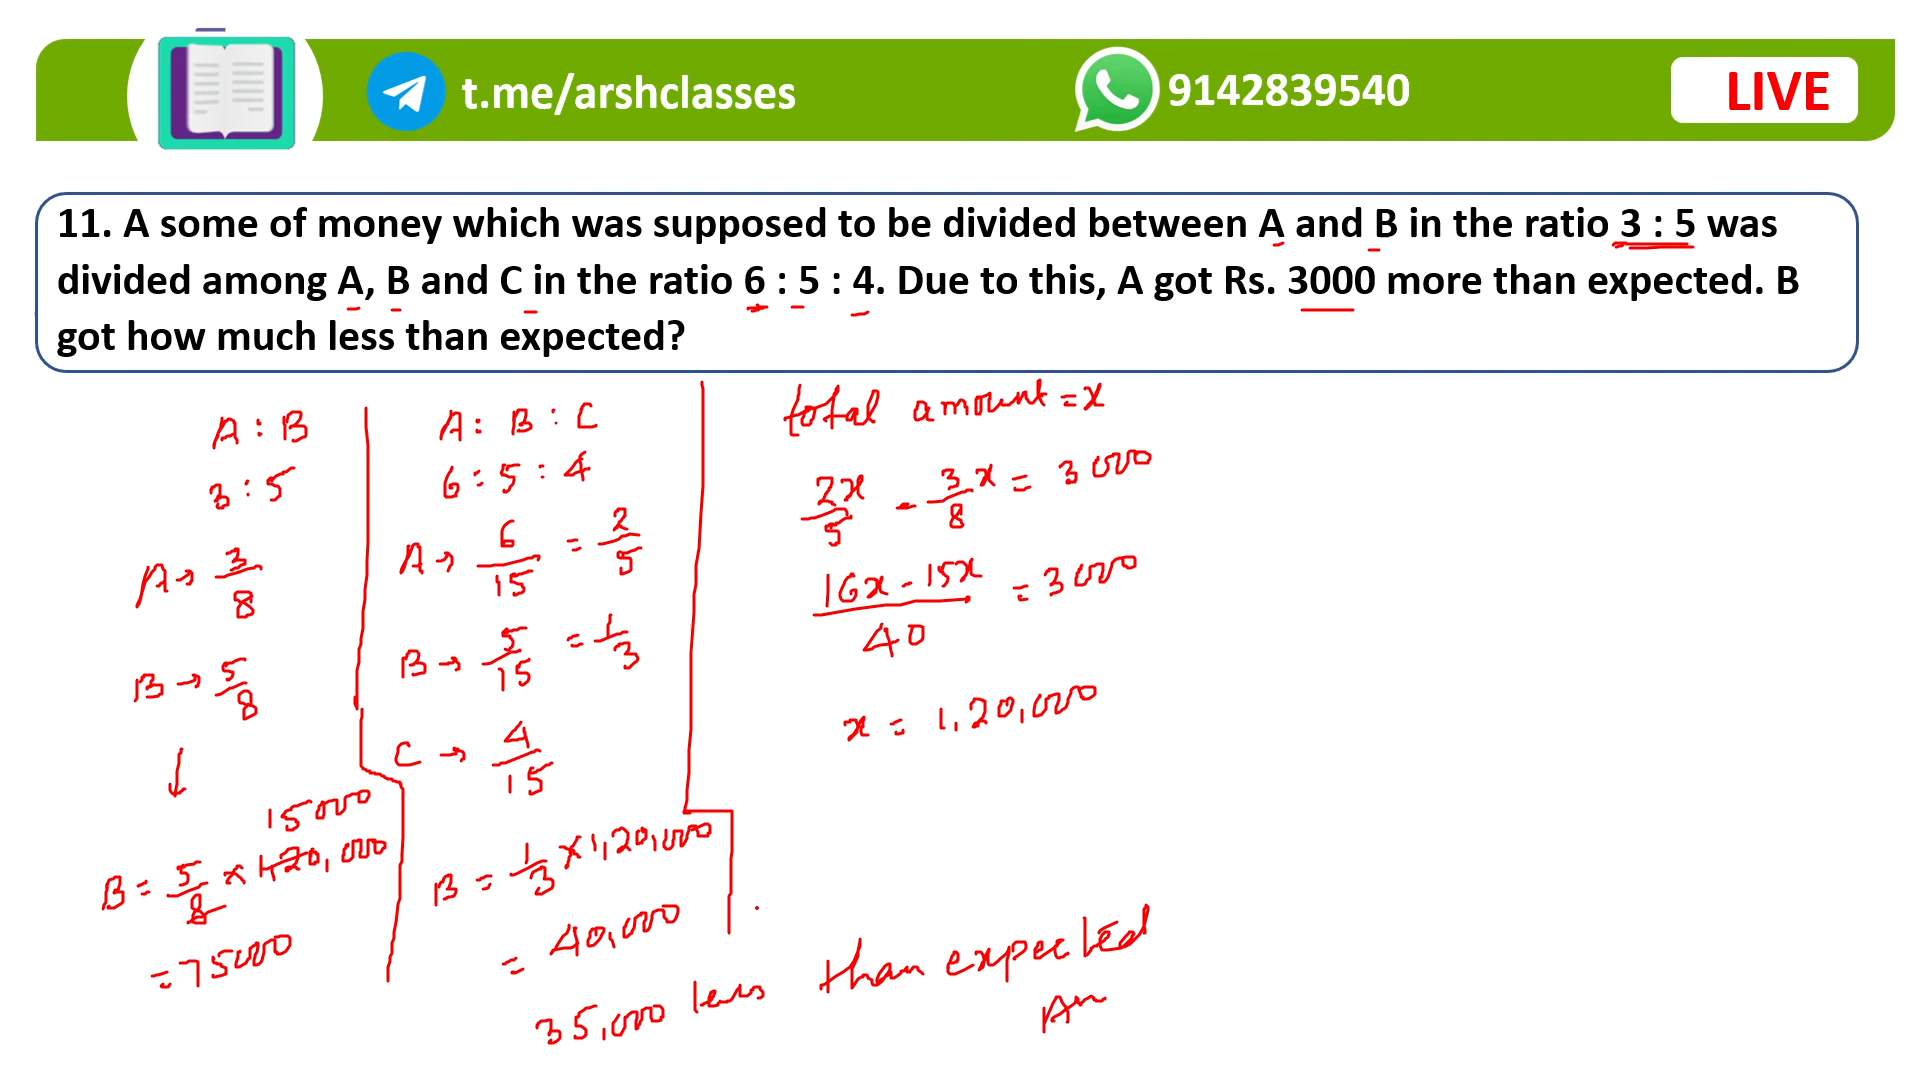 t.me/arshclasses
9142839540
LIVE
11. A some of money which was supposed to be divided between A and B in the ratio 3 : 5 was
divided among A, B and C in the ratio 6 : 5 : 4. Due to this, A got Rs. 3000 more than expected. B
got how much less than expected?
A : B
3 : 5
A → 3/8
B → 5/8
↓
15000
B = 5/8 × 1,20,000
= 75000
A : B : C
6 : 5 : 4
A → 6/15 = 2/5
B → 5/15 = 1/3
C → 4/15
B = 1/3 × 1,20,000
= 40,000
total amount = x
2x/5 - 3/8 x = 3000
16x - 15x/40 = 3000
x = 1,20,000
35,000 less than expected
An